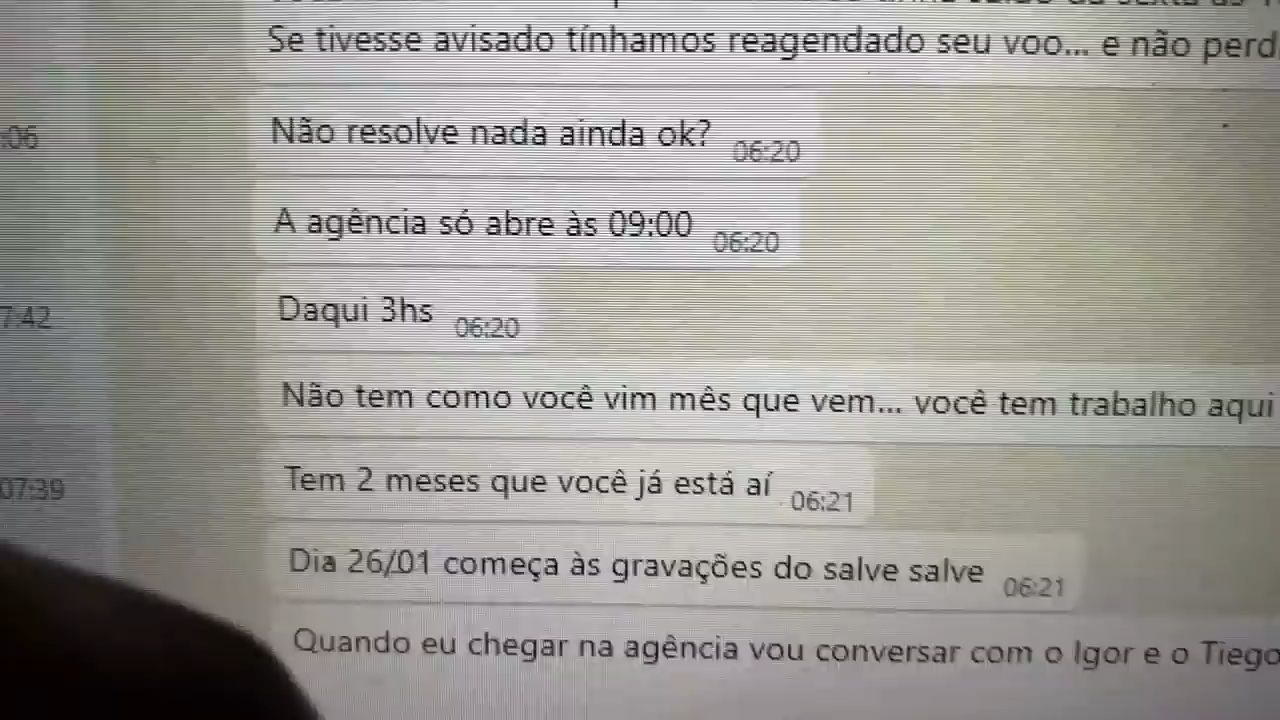 Se tivesse avisado tínhamos reagendado seu voo... e não
:06
Não resolve nada ainda ok? 06:20
A agência só abre às 09:00 06:20
7:42
Daqui 3hs 06:20
Não tem como você vim mês que vem... você tem trabalho aqui
07:39
Tem 2 meses que você já está aí 06:21
Dia 26/01 começa às gravações do salve salve 06:21
Quando eu chegar na agência vou conversar com o Igor e o Tiego